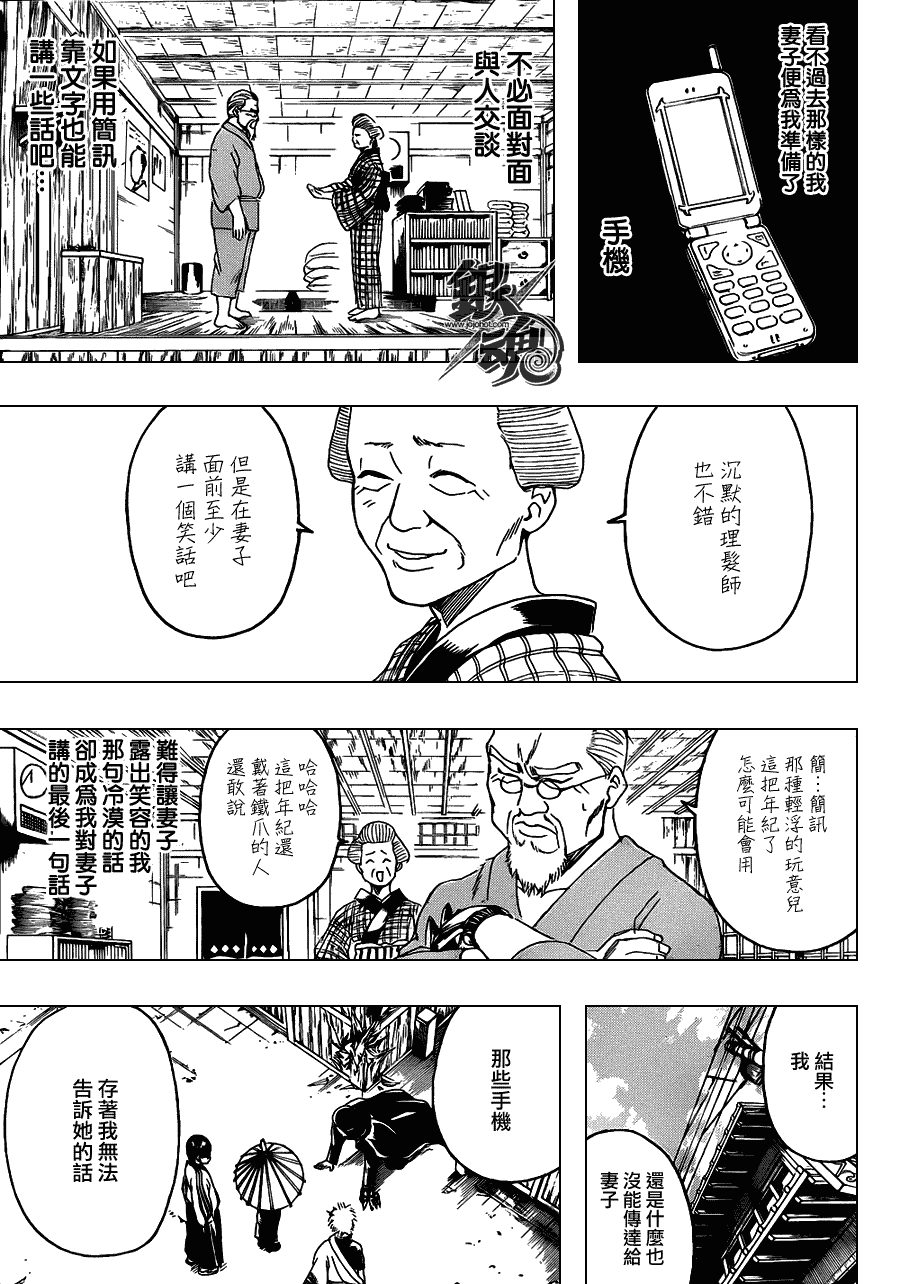 看不過去那樣的我
妻子便為我準備了
手機
不必面對面
與人交談
如果用簡訊
靠文字也能
講一些話吧…
銀魂
www.jojohot.com
沉默的理髮師
也不錯
但是在妻子
面前至少
講一個笑話吧
簡…簡訊
那種輕浮的玩意兒
這把年紀了
怎麼可能會用
哈哈哈
這把年紀還
戴著鐵爪的人
還敢說
難得讓妻子
露出笑容的我
那句冷漠的話
卻成為我對妻子
講的最後一句話
結果…
我
還是什麼也
沒能傳達給
妻子
那些手機
存著我無法
告訴她的話